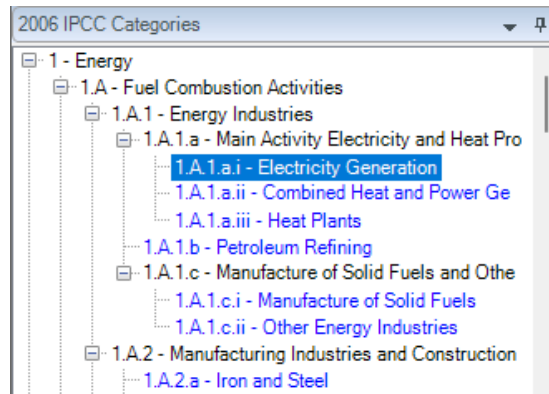 2006 IPCC Categories
1 - Energy
1.A - Fuel Combustion Activities
1.A.1 - Energy Industries
1.A.1.a - Main Activity Electricity and Heat Pro
1.A.1.a.i - Electricity Generation
1.A.1.a.ii - Combined Heat and Power Ge
1.A.1.a.iii - Heat Plants
1.A.1.b - Petroleum Refining
1.A.1.c - Manufacture of Solid Fuels and Othe
1.A.1.c.i - Manufacture of Solid Fuels
1.A.1.c.ii - Other Energy Industries
1.A.2 - Manufacturing Industries and Construction
1.A.2.a - Iron and Steel